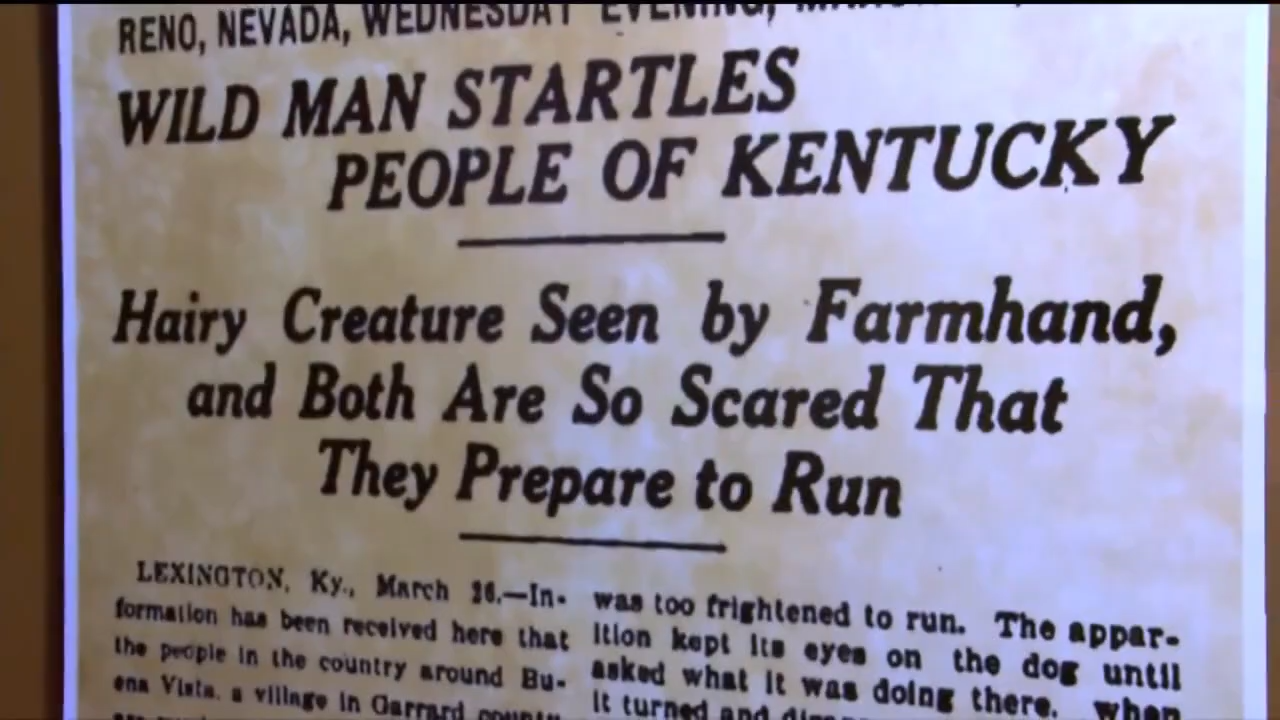 RENO, NEVADA, WEDNESDAY EVENING,
WILD MAN STARTLES
PEOPLE OF KENTUCKY
Hairy Creature Seen by Farmhand,
and Both Are So Scared That
They Prepare to Run
LEXINGTON, Ky., March 26.—In-
formation has been received here that
the people in the country around Bu-
ena Vista, a village in Garrard county
was too frightened to run. The appar-
ition kept its eyes on the dog until
asked what it was doing there, when
it turned and